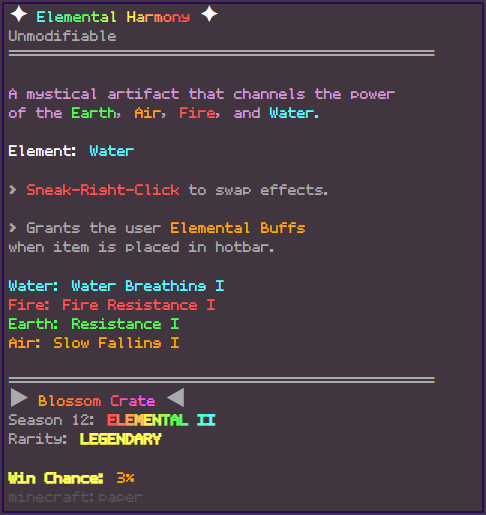 ✦ Elemental Harmony ✦
Unmodifiable
A mystical artifact that channels the power
of the Earth, Air, Fire, and Water.
Element: Water
> Sneak-Right-Click to swap effects.
> Grants the user Elemental Buffs
when item is placed in hotbar.
Water: Water Breathing I
Fire: Fire Resistance I
Earth: Resistance I
Air: Slow Falling I
▶ Blossom Crate ◀
Season 12: ELEMENTAL II
Rarity: LEGENDARY
Win Chance: 3%
minecraft:paper